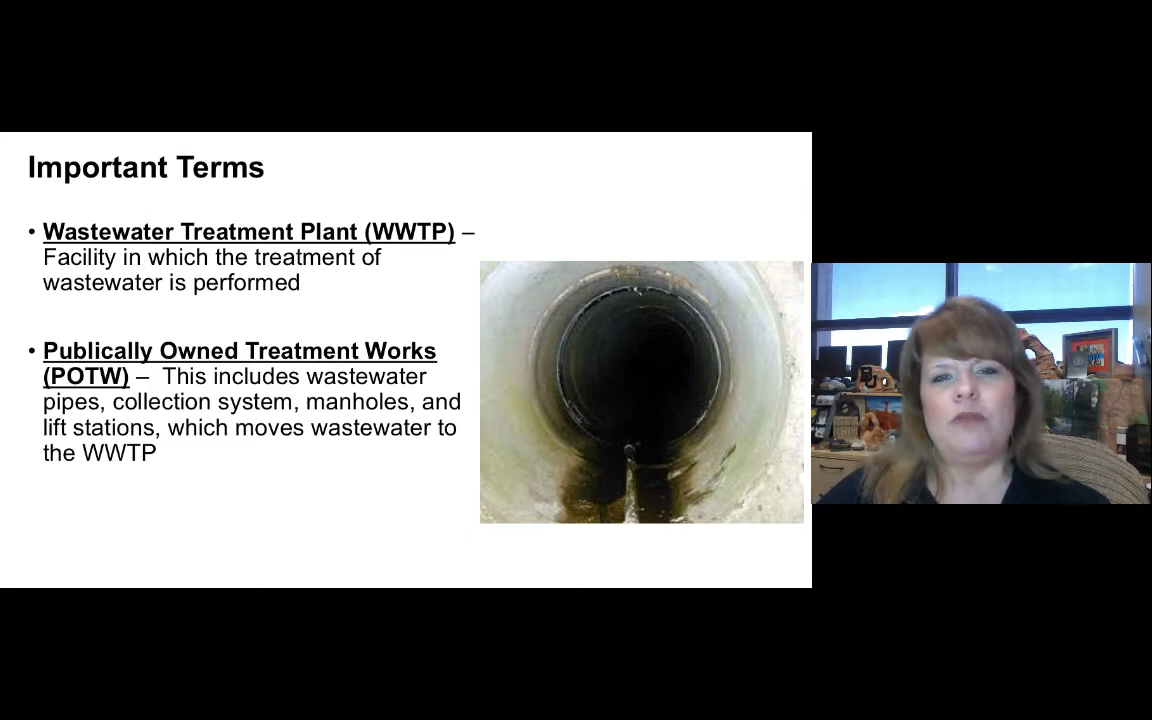 Important Terms
• Wastewater Treatment Plant (WWTP) –
Facility in which the treatment of
wastewater is performed
• Publically Owned Treatment Works
(POTW) – This includes wastewater
pipes, collection system, manholes, and
lift stations, which moves wastewater to
the WWTP
BU